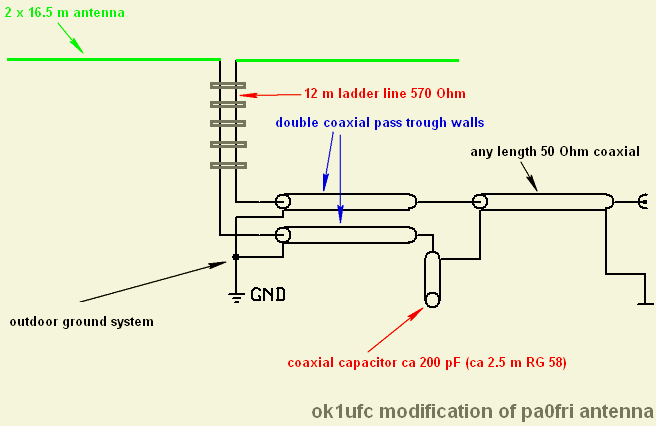 2 x 16.5 m antenna
12 m ladder line 570 Ohm
double coaxial pass trough walls
any length 50 Ohm coaxial
GND
outdoor ground system
coaxial capacitor ca 200 pF (ca 2.5 m RG 58)
ok1ufc modification of pa0fri antenna